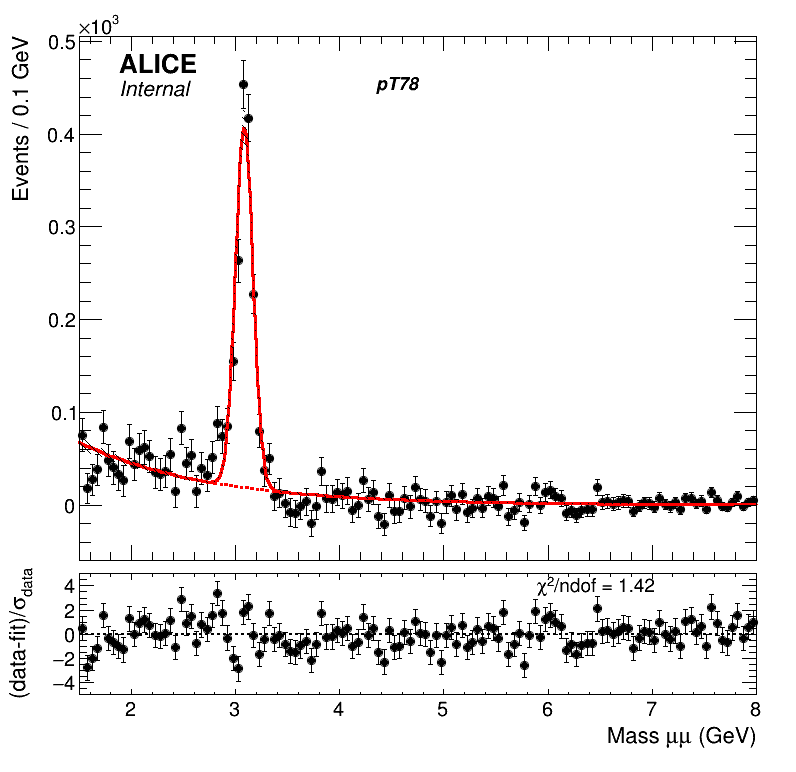 ×10³
0.5
ALICE
Internal
pT78
Events / 0.1 GeV
0.4
0.3
0.2
0.1
0
χ²/ndof = 1.42
(data-fit)/σdata
4
2
0
−2
−4
2 3 4 5 6 7 8
Mass μμ (GeV)